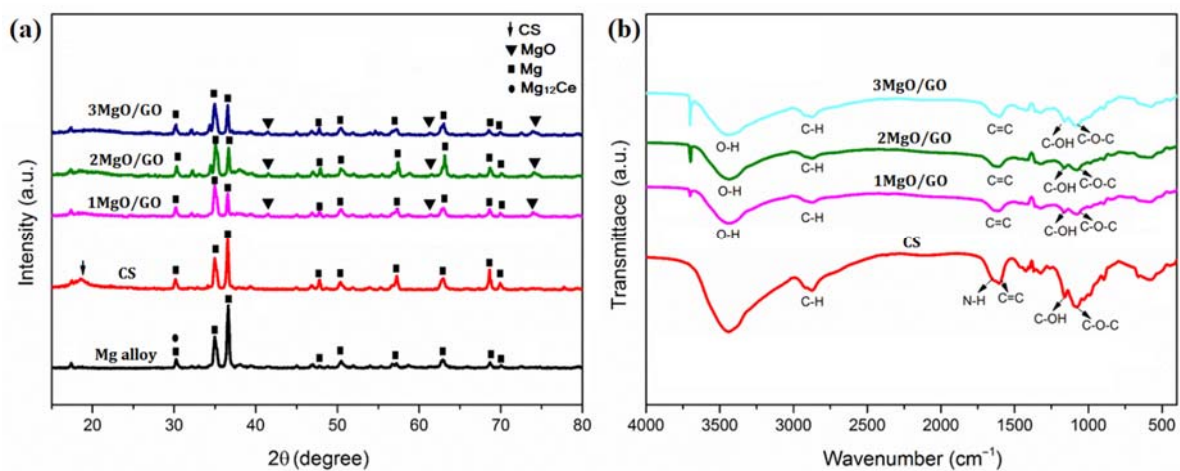 (a)
CS
MgO
Mg
Mg₁₂Ce
3MgO/GO
2MgO/GO
1MgO/GO
CS
Mg alloy
Intensity (a.u.)
20 30 40 50 60 70 80
2θ (degree)
(b)
3MgO/GO
O-H C-H C=C C-OH C-O-C
2MgO/GO
O-H C-H C=C C-OH C-O-C
1MgO/GO
O-H C-H C=C C-OH C-O-C
CS
C-H N-H C=C C-OH C-O-C
Transmittace (a.u.)
4000 3500 3000 2500 2000 1500 1000 500
Wavenumber (cm⁻¹)